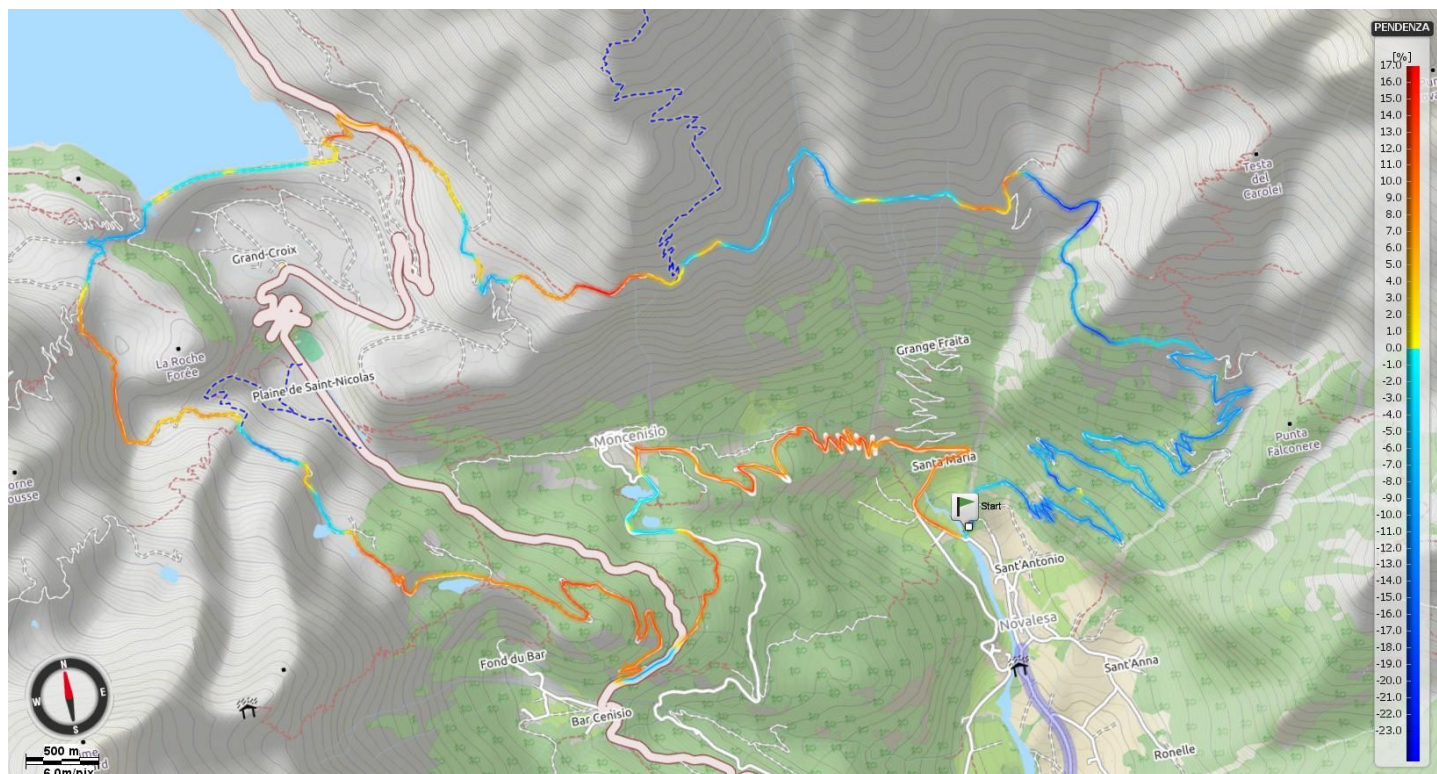 PENDENZA
[%]
17.0
16.0
15.0
14.0
13.0
12.0
11.0
10.0
9.0
8.0
7.0
6.0
5.0
4.0
3.0
2.0
1.0
0.0
-1.0
-2.0
-3.0
-4.0
-5.0
-6.0
-7.0
-8.0
-9.0
-10.0
-11.0
-12.0
-13.0
-14.0
-15.0
-16.0
-17.0
-18.0
-19.0
-20.0
-21.0
-22.0
-23.0
Testa
del
Carolei
Grand-Croix
La Roche
Forée
Plaine de Saint-Nicolas
Grange Fraita
Moncenisio
Santa Maria
Punta
Falconere
Start
Sant'Antonio
Novalesa
Sant'Anna
Fond du Bar
Bar Cenisio
Ronelle
N
W
E
S
500 m
6.0m/pix